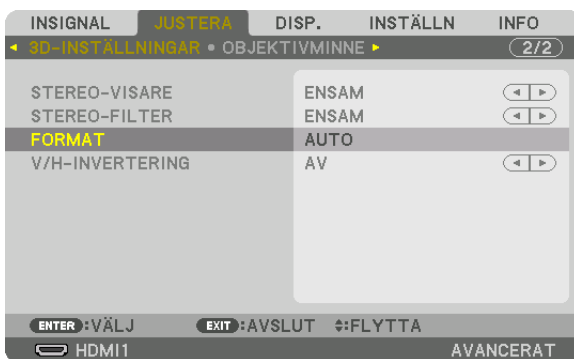 INSIGNAL JUSTERA DISP. INSTÄLLN INFO
3D-INSTÄLLNINGAR • OBJEKTIVMINNE 2/2
STEREO-VISARE ENSAM
STEREO-FILTER ENSAM
FORMAT AUTO
V/H-INVERTERING AV
ENTER:VÄLJ EXIT:AVSLUT :FLYTTA
HDMI1 AVANCERAT